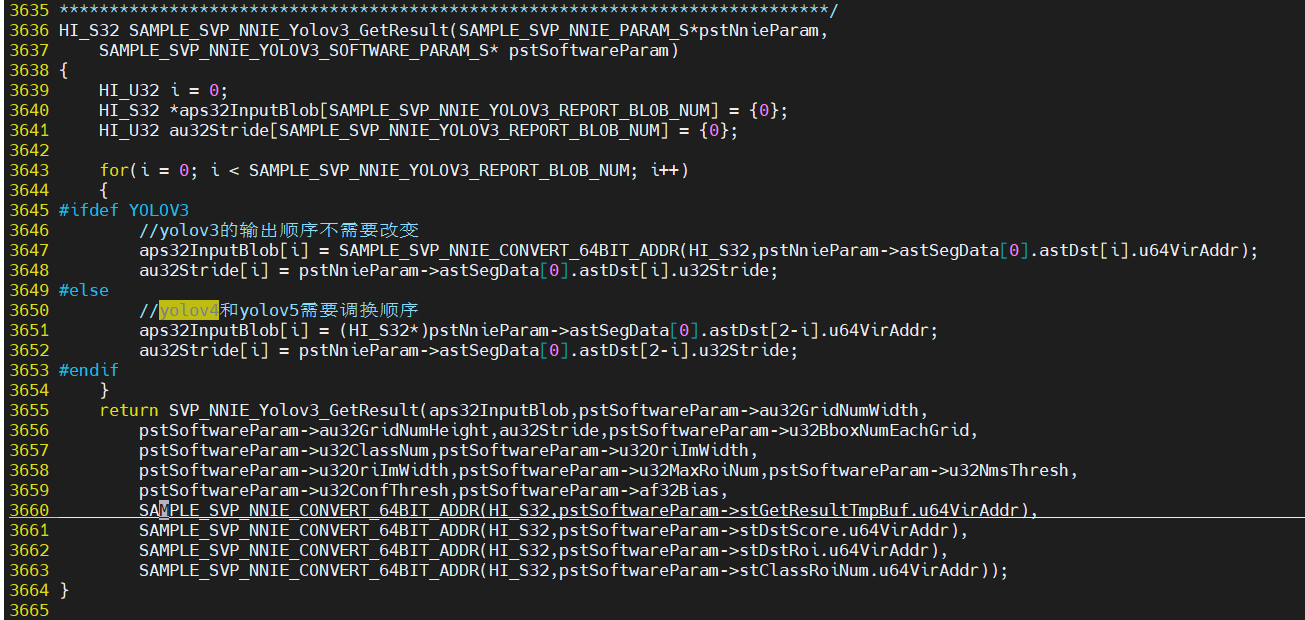 3635 *****************************************************************************/
3636 HI_S32 SAMPLE_SVP_NNIE_Yolov3_GetResult(SAMPLE_SVP_NNIE_PARAM_S*pstNnieParam,
3637     SAMPLE_SVP_NNIE_YOLOV3_SOFTWARE_PARAM_S* pstSoftwareParam)
3638 {
3639     HI_U32 i = 0;
3640     HI_S32 *aps32InputBlob[SAMPLE_SVP_NNIE_YOLOV3_REPORT_BLOB_NUM] = {0};
3641     HI_U32 au32Stride[SAMPLE_SVP_NNIE_YOLOV3_REPORT_BLOB_NUM] = {0};
3642
3643     for(i = 0; i < SAMPLE_SVP_NNIE_YOLOV3_REPORT_BLOB_NUM; i++)
3644     {
3645 #ifdef YOLOV3
3646         //yolov3的输出顺序不需要改变
3647         aps32InputBlob[i] = SAMPLE_SVP_NNIE_CONVERT_64BIT_ADDR(HI_S32,pstNnieParam->astSegData[0].astDst[i].u64VirAddr);
3648         au32Stride[i] = pstNnieParam->astSegData[0].astDst[i].u32Stride;
3649 #else
3650         //yolov4和yolov5需要调换顺序
3651         aps32InputBlob[i] = (HI_S32*)pstNnieParam->astSegData[0].astDst[2-i].u64VirAddr;
3652         au32Stride[i] = pstNnieParam->astSegData[0].astDst[2-i].u32Stride;
3653 #endif
3654     }
3655     return SVP_NNIE_Yolov3_GetResult(aps32InputBlob,pstSoftwareParam->au32GridNumWidth,
3656         pstSoftwareParam->au32GridNumHeight,au32Stride,pstSoftwareParam->u32BboxNumEachGrid,
3657         pstSoftwareParam->u32ClassNum,pstSoftwareParam->u32OriImWidth,
3658         pstSoftwareParam->u32OriImWidth,pstSoftwareParam->u32MaxRoiNum,pstSoftwareParam->u32NmsThresh,
3659         pstSoftwareParam->u32ConfThresh,pstSoftwareParam->af32Bias,
3660         SAMPLE_SVP_NNIE_CONVERT_64BIT_ADDR(HI_S32,pstSoftwareParam->stGetResultTmpBuf.u64VirAddr),
3661         SAMPLE_SVP_NNIE_CONVERT_64BIT_ADDR(HI_S32,pstSoftwareParam->stDstScore.u64VirAddr),
3662         SAMPLE_SVP_NNIE_CONVERT_64BIT_ADDR(HI_S32,pstSoftwareParam->stDstRoi.u64VirAddr),
3663         SAMPLE_SVP_NNIE_CONVERT_64BIT_ADDR(HI_S32,pstSoftwareParam->stClassRoiNum.u64VirAddr));
3664 }
3665